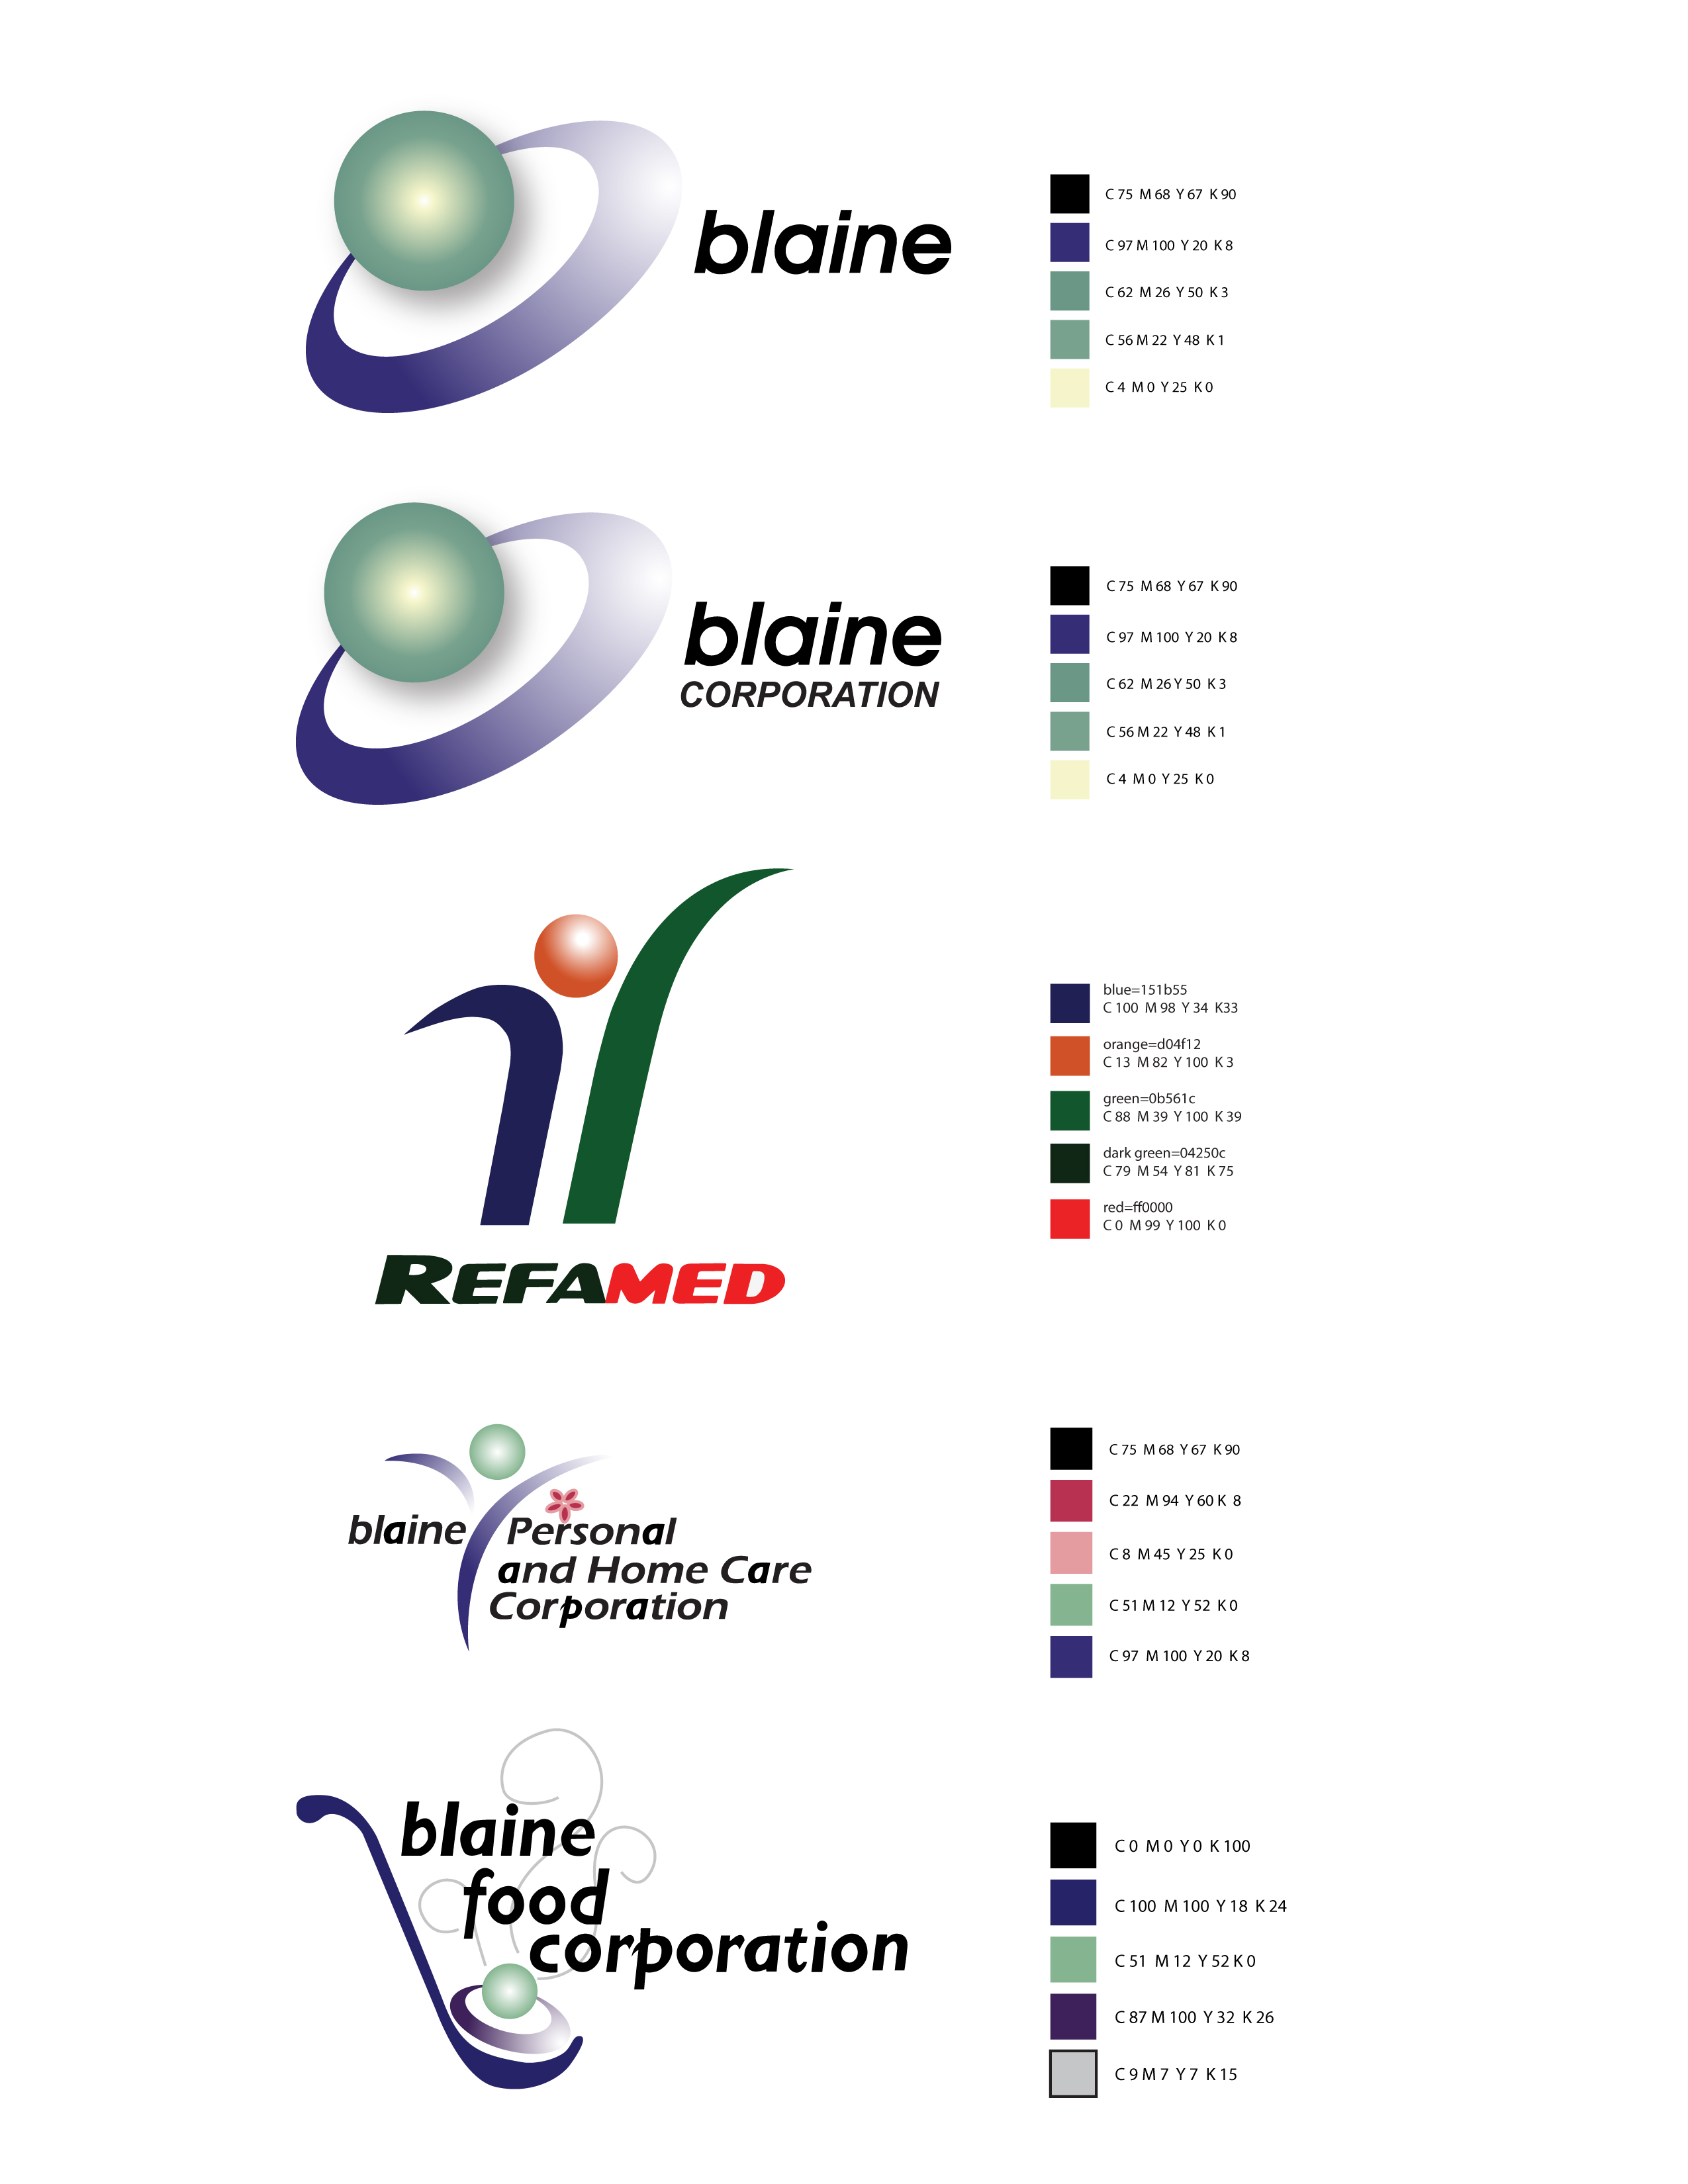 blaine
C 75 M 68 Y 67 K 90
C 97 M 100 Y 20 K 8
C 62 M 26 Y 50 K 3
C 56 M 22 Y 48 K 1
C 4 M 0 Y 25 K 0
blaine
CORPORATION
C 75 M 68 Y 67 K 90
C 97 M 100 Y 20 K 8
C 62 M 26 Y 50 K 3
C 56 M 22 Y 48 K 1
C 4 M 0 Y 25 K 0
REFAMED
blue=151b55
C 100 M 98 Y 34 K33
orange=d04f12
C 13 M 82 Y 100 K 3
green=0b561c
C 88 M 39 Y 100 K 39
dark green=04250c
C 79 M 54 Y 81 K 75
red=ff0000
C 0 M 99 Y 100 K 0
blaine Personal
and Home Care
Corporation
C 75 M 68 Y 67 K 90
C 22 M 94 Y 60 K 8
C 8 M 45 Y 25 K 0
C 51 M 12 Y 52 K 0
C 97 M 100 Y 20 K 8
blaine
food
corporation
C 0 M 0 Y 0 K 100
C 100 M 100 Y 18 K 24
C 51 M 12 Y 52 K 0
C 87 M 100 Y 32 K 26
C 9 M 7 Y 7 K 15